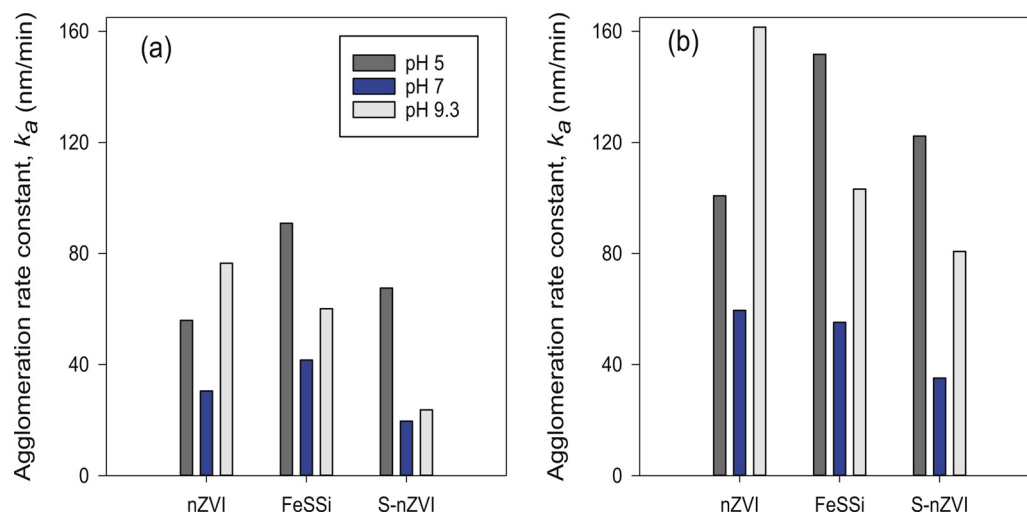 Agglomeration rate constant, ka (nm/min)
160
120
80
40
0
(a)
pH 5
pH 7
pH 9.3
nZVI FeSSi S-nZVI
Agglomeration rate constant, ka (nm/min)
160
120
80
40
0
(b)
nZVI FeSSi S-nZVI